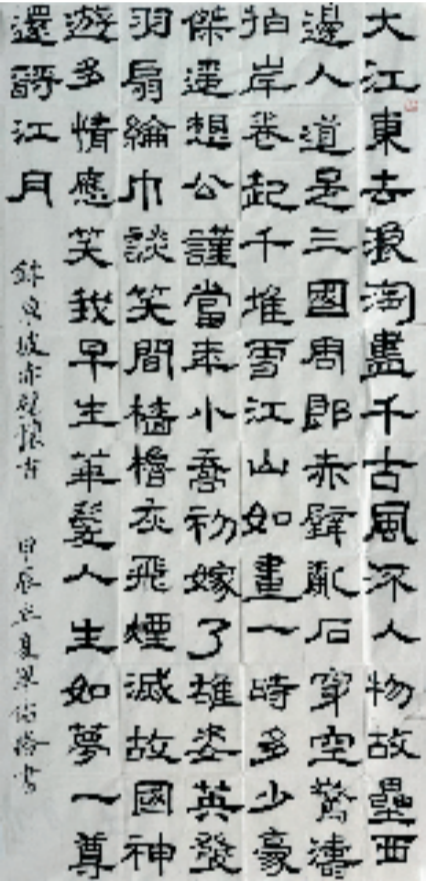 大江東去浪淘盡千古風流人物故壘西
邊人道是三國周郎赤壁亂石穿空驚濤
拍岸卷起千堆雪江山如畫一時多少豪
傑遥想公謹當年小喬初嫁了雄姿英發
羽扇綸巾談笑間檣櫓灰飛煙滅故國神
遊多情應笑我早生華髮人生如夢一尊
還酹江月 錄東坡赤壁懷古 甲辰立夏書